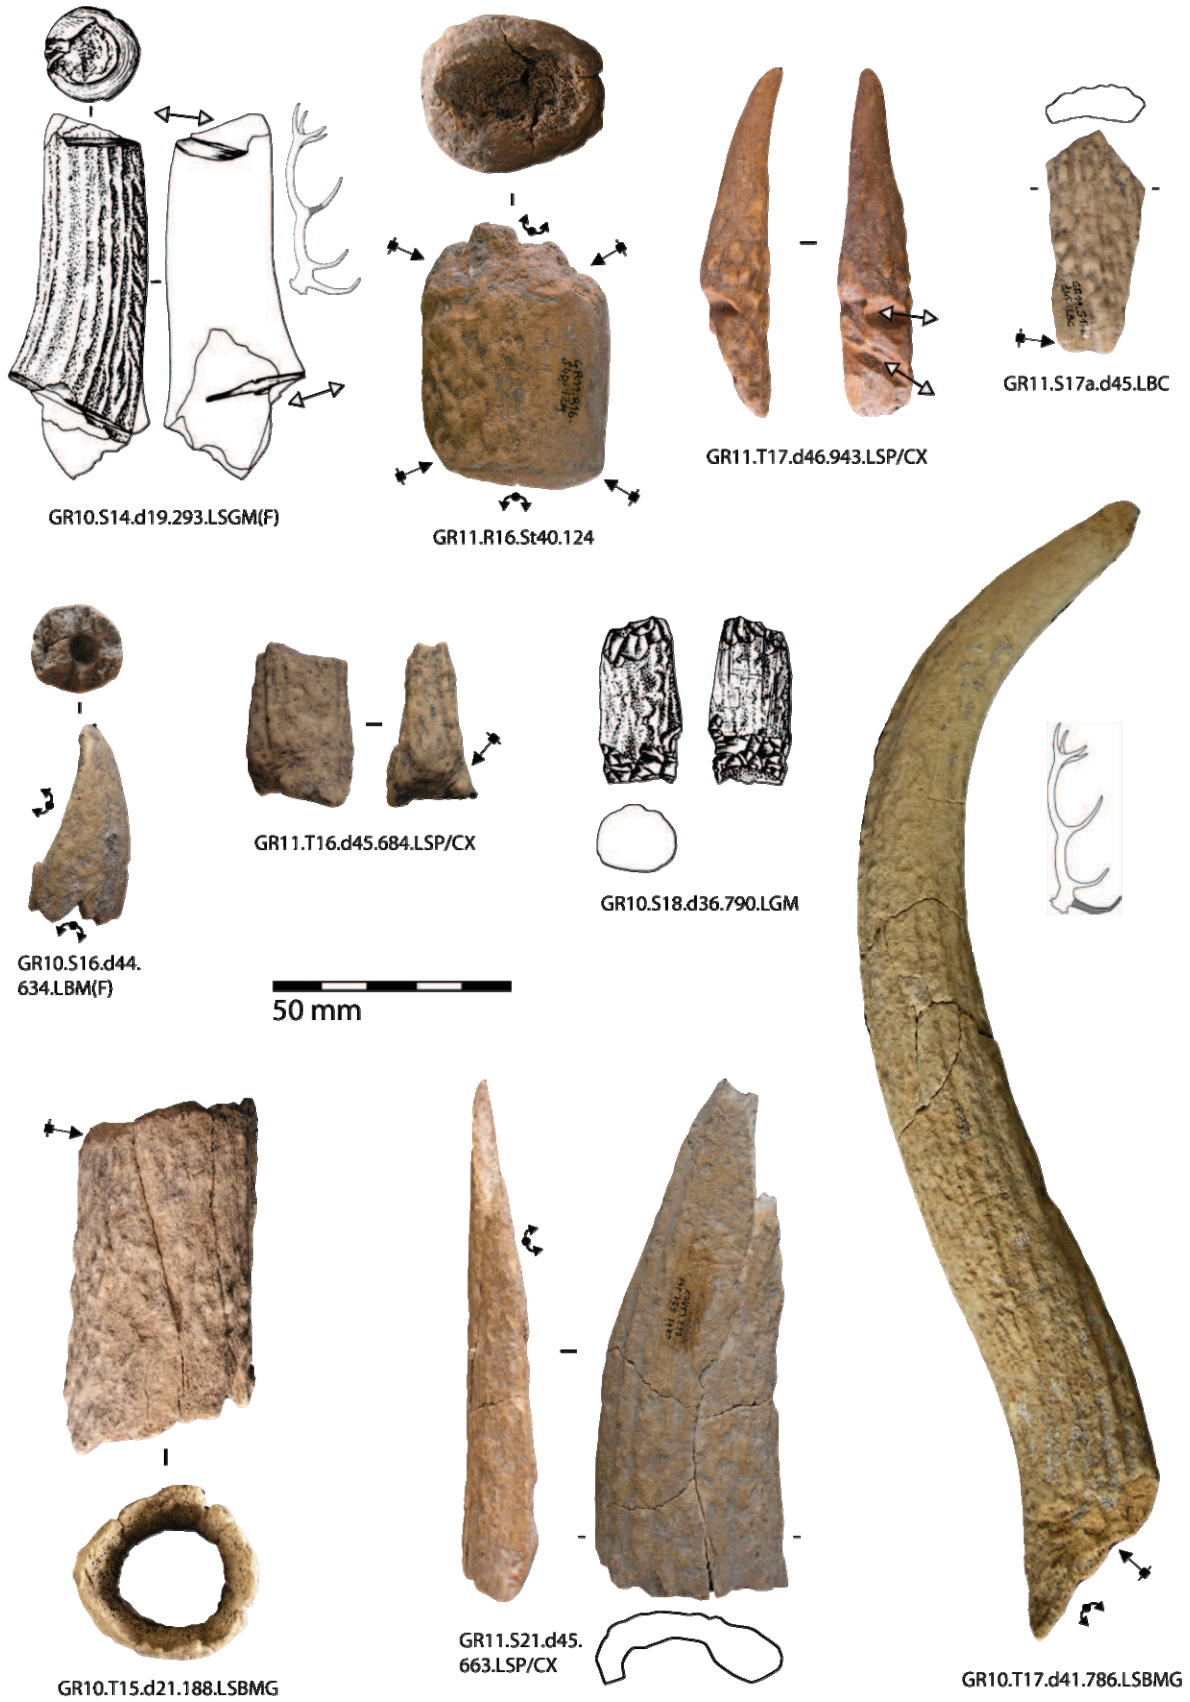 GR10.S14.d19.293.LSGM(F)
GR11.R16.St40.124
GR11.T17.d46.943.LSP/CX
GR11.S17a.d45.LBC
GR10.S16.d44.
634.LBM(F)
GR11.T16.d45.684.LSP/CX
GR10.S18.d36.790.LGM
50 mm
GR10.T15.d21.188.LSBMG
GR11.S21.d45.
663.LSP/CX
GR10.T17.d41.786.LSBMG